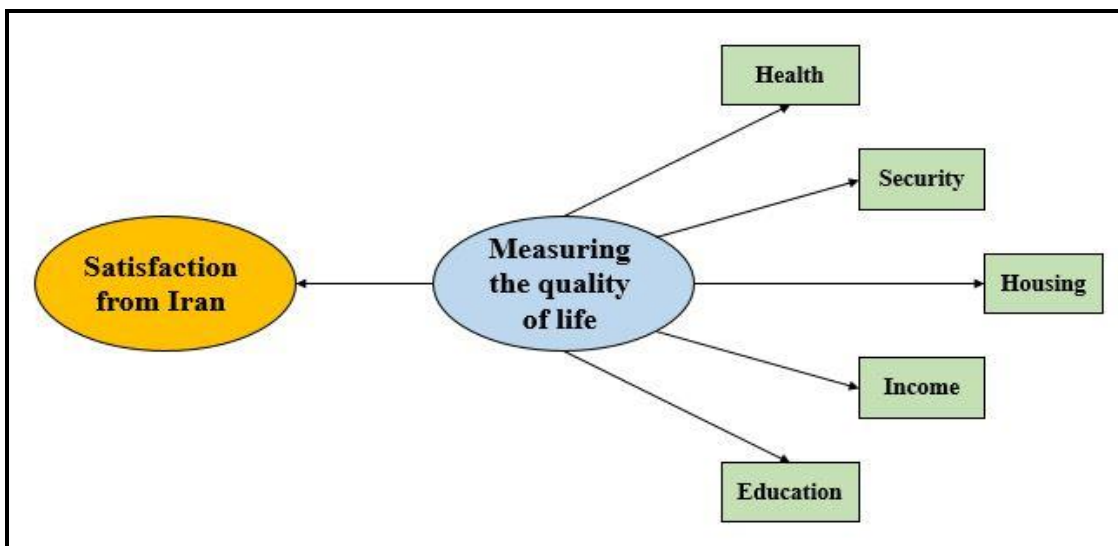 Health
Security
Satisfaction
from Iran
Measuring
the quality
of life
Housing
Income
Education